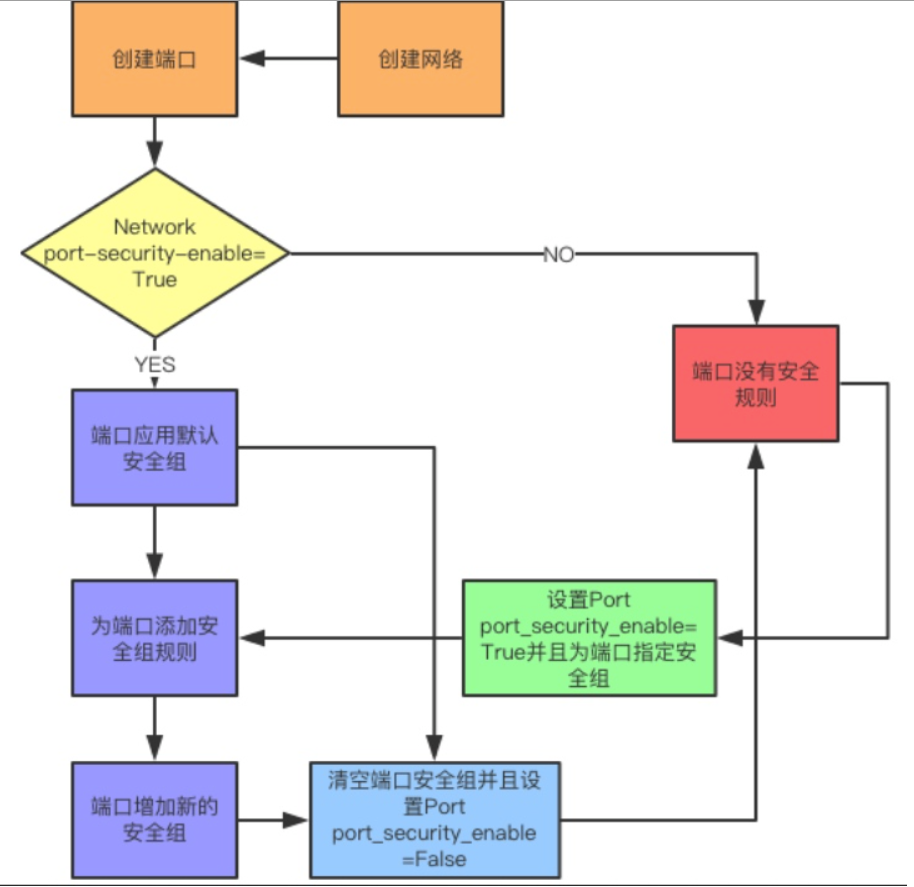 创建端口
创建网络
Network
port-security-enable=
True
NO
YES
端口没有安全
规则
端口应用默认
安全组
为端口添加安
全组规则
设置Port
port_security_enable=
True并且为端口指定安
全组
端口增加新的
安全组
清空端口安全组并且设
置Port
port_security_enable
=False